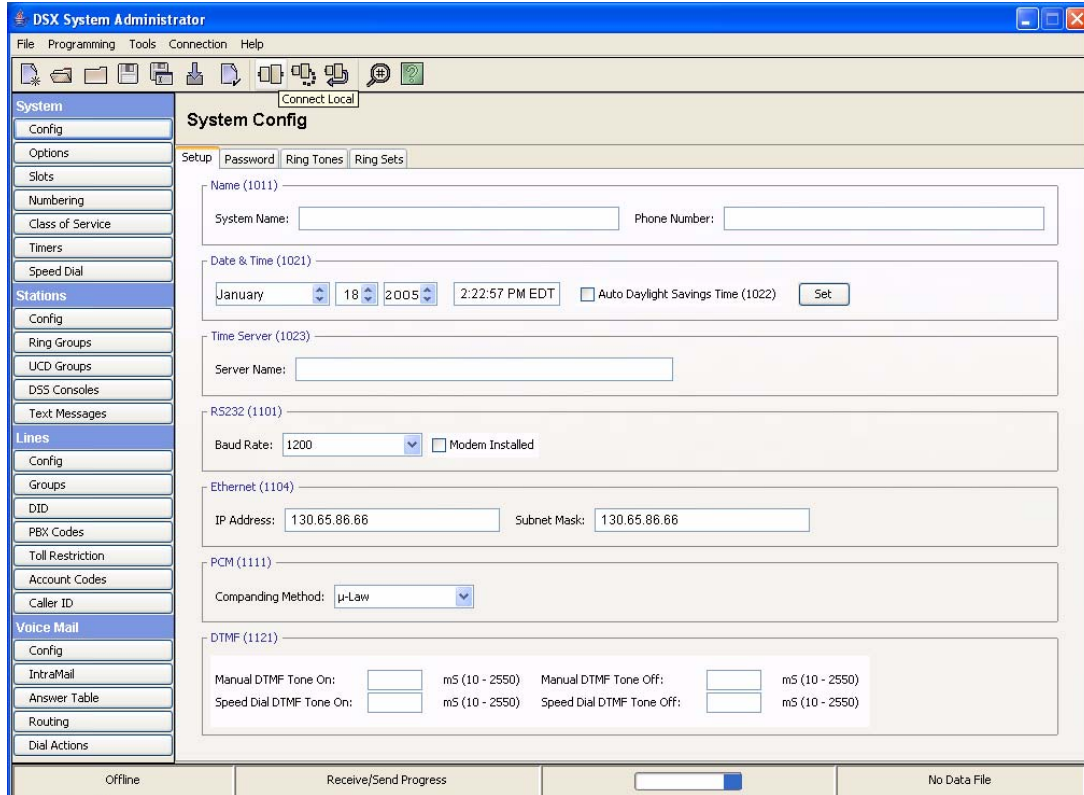 DSX System Administrator
File Programming Tools Connection Help
Connect Local
System
Config
Options
Slots
Numbering
Class of Service
Timers
Speed Dial
Stations
Config
Ring Groups
UCD Groups
DSS Consoles
Text Messages
Lines
Config
Groups
DID
PBX Codes
Toll Restriction
Account Codes
Caller ID
Voice Mail
Config
IntraMail
Answer Table
Routing
Dial Actions
System Config
Setup Password Ring Tones Ring Sets
Name (1011)
System Name: Phone Number:
Date & Time (1021)
January 18 2005 2:22:57 PM EDT Auto Daylight Savings Time (1022) Set
Time Server (1023)
Server Name:
RS232 (1101)
Baud Rate: 1200 Modem Installed
Ethernet (1104)
IP Address: 130.65.86.66 Subnet Mask: 130.65.86.66
PCM (1111)
Companding Method: µ-Law
DTMF (1121)
Manual DTMF Tone On: mS (10 - 2550) Manual DTMF Tone Off: mS (10 - 2550)
Speed Dial DTMF Tone On: mS (10 - 2550) Speed Dial DTMF Tone Off: mS (10 - 2550)
Offline Receive/Send Progress No Data File